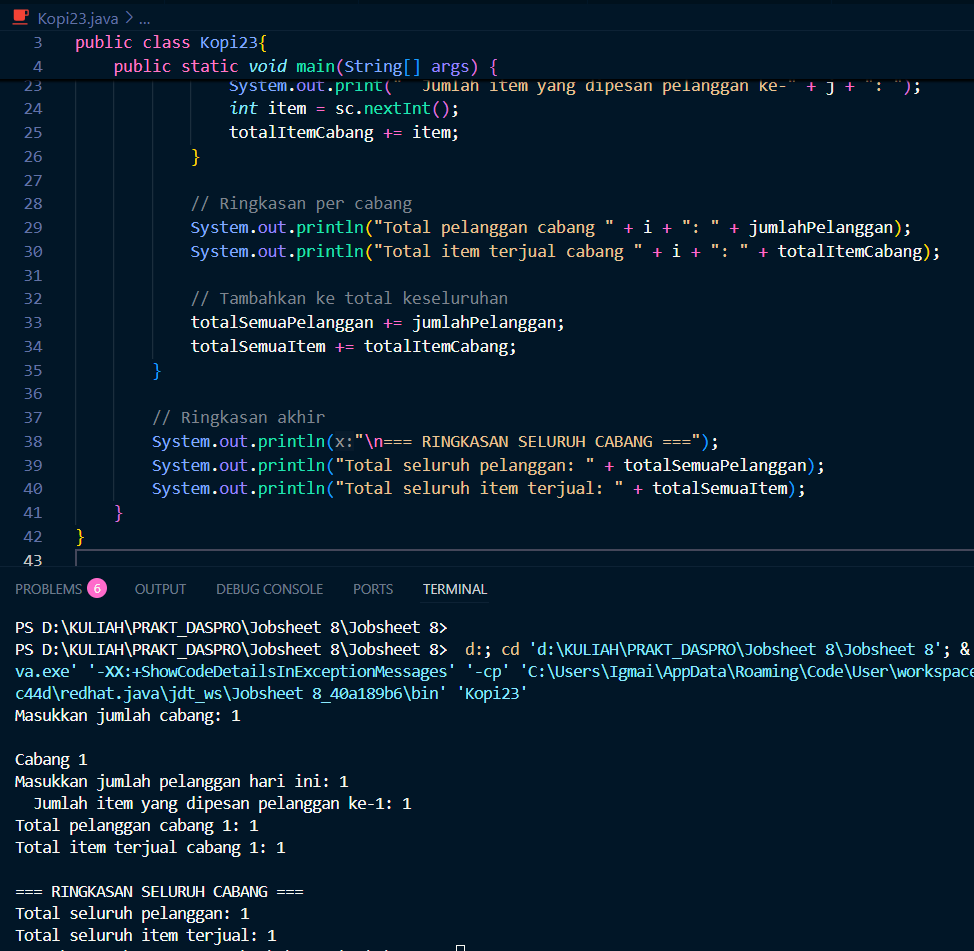 Kopi23.java > ...
3 public class Kopi23{
4 public static void main(String[] args) {
23 System.out.print("  Jumlah item yang dipesan pelanggan ke-" + j + ": ");
24 int item = sc.nextInt();
25 totalItemCabang += item;
26 }
27
28 // Ringkasan per cabang
29 System.out.println("Total pelanggan cabang " + i + ": " + jumlahPelanggan);
30 System.out.println("Total item terjual cabang " + i + ": " + totalItemCabang);
31
32 // Tambahkan ke total keseluruhan
33 totalSemuaPelanggan += jumlahPelanggan;
34 totalSemuaItem += totalItemCabang;
35 }
36
37 // Ringkasan akhir
38 System.out.println(x:"\n=== RINGKASAN SELURUH CABANG ===");
39 System.out.println("Total seluruh pelanggan: " + totalSemuaPelanggan);
40 System.out.println("Total seluruh item terjual: " + totalSemuaItem);
41 }
42 }
43
PROBLEMS 6 OUTPUT DEBUG CONSOLE PORTS TERMINAL
PS D:\KULIAH\PRAKT_DASPRO\Jobsheet 8\Jobsheet 8>
PS D:\KULIAH\PRAKT_DASPRO\Jobsheet 8\Jobsheet 8>  d:; cd 'd:\KULIAH\PRAKT_DASPRO\Jobsheet 8\Jobsheet 8'; &
va.exe' '-XX:+ShowCodeDetailsInExceptionMessages' '-cp' 'C:\Users\Igmai\AppData\Roaming\Code\User\workspace
c44d\redhat.java\jdt_ws\Jobsheet 8_40a189b6\bin' 'Kopi23'
Masukkan jumlah cabang: 1
Cabang 1
Masukkan jumlah pelanggan hari ini: 1
  Jumlah item yang dipesan pelanggan ke-1: 1
Total pelanggan cabang 1: 1
Total item terjual cabang 1: 1
=== RINGKASAN SELURUH CABANG ===
Total seluruh pelanggan: 1
Total seluruh item terjual: 1